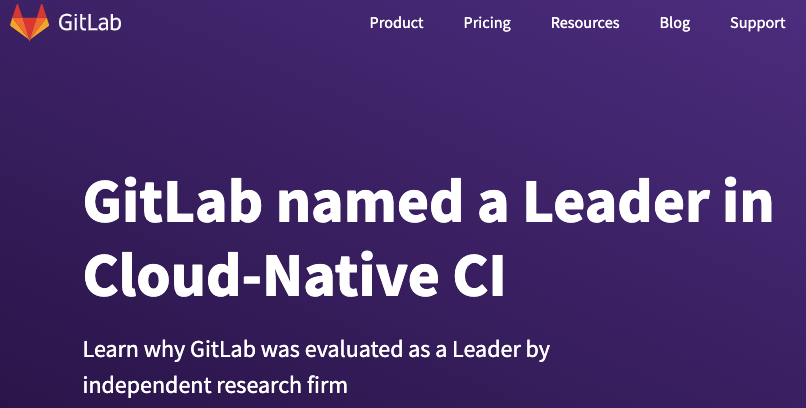 GitLab Product Pricing Resources Blog Support
GitLab named a Leader in
Cloud-Native CI
Learn why GitLab was evaluated as a Leader by
independent research firm